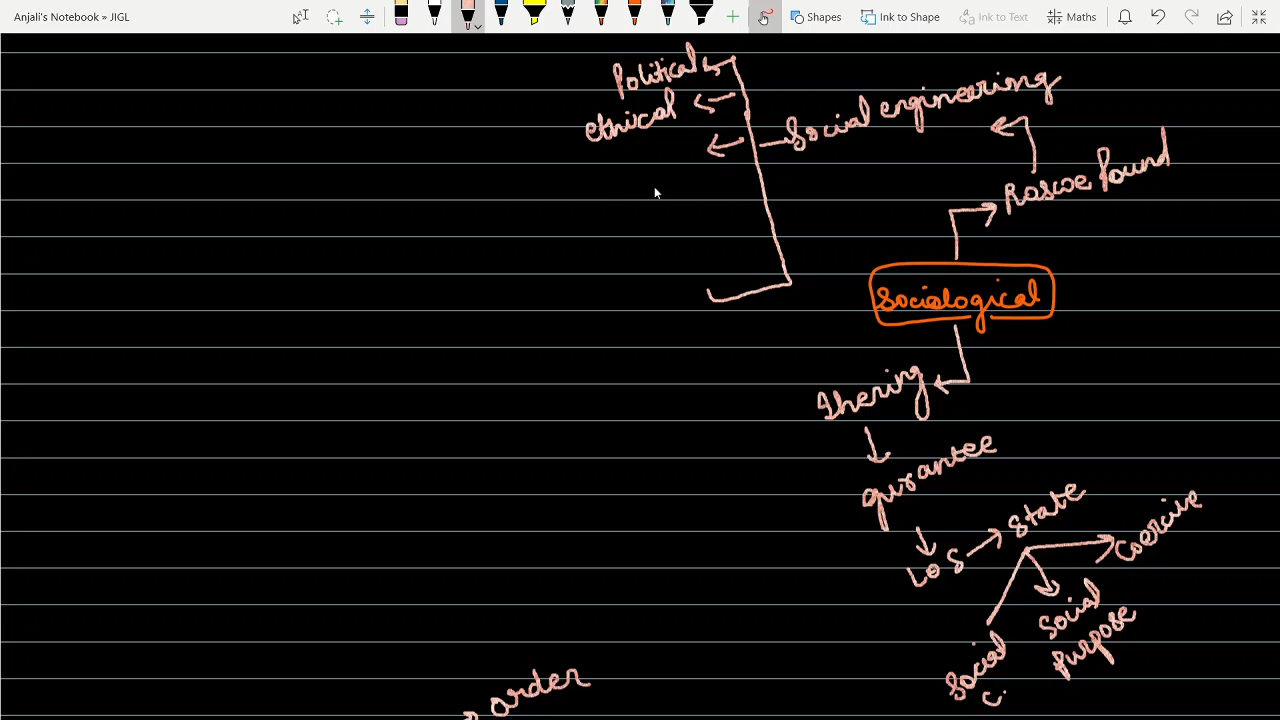 Anjali's Notebook » JIGL
Shapes
Ink to Shape
Ink to Text
Maths
Political
ethical
Social engineering
Roscoe Pound
Sociological
Ihering
gurantee
LOS
State
Coercive
Social
purpose
Social
C.
order